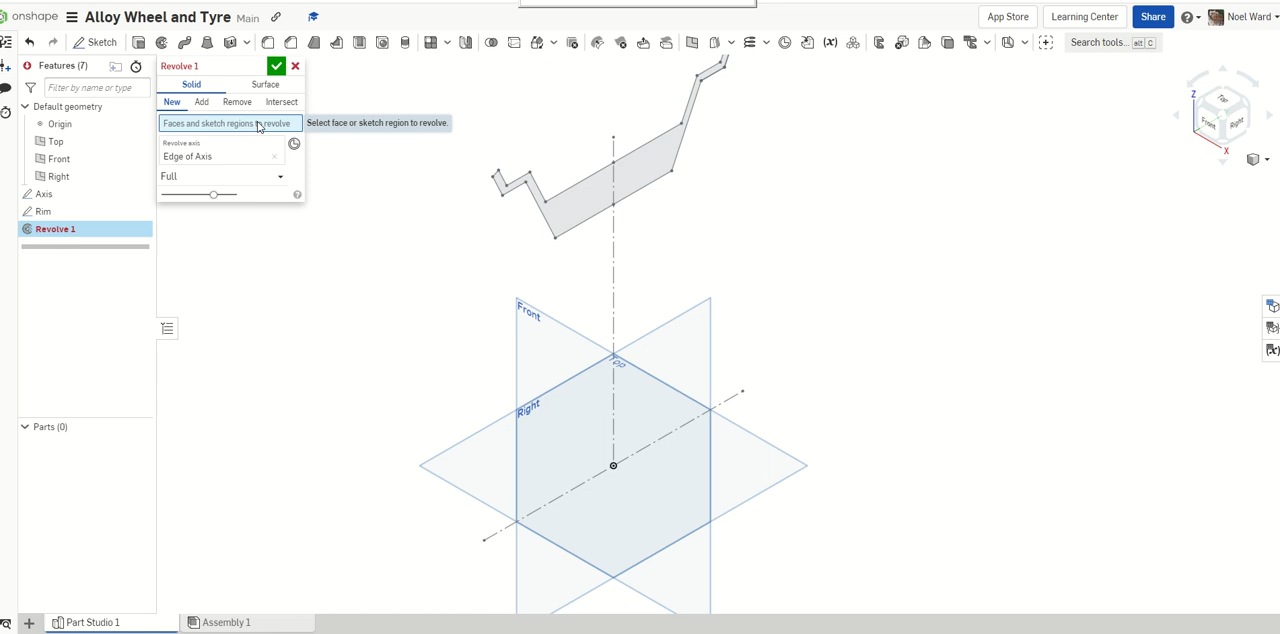 onshape Alloy Wheel and Tyre Main App Store Learning Center Share Noel Ward
Sketch Search tools... alt C
Features (7) Revolve 1
Solid Surface
Filter by name or type
New Add Remove Intersect
Default geometry
Origin
Faces and sketch regions to revolve Select face or sketch region to revolve.
Top
Revolve axis
Edge of Axis
Front
Right
Full
Axis
Rim
Revolve 1
Z
Top
Front
Right
X
Front
Top
Right
Parts (0)
Part Studio 1 Assembly 1